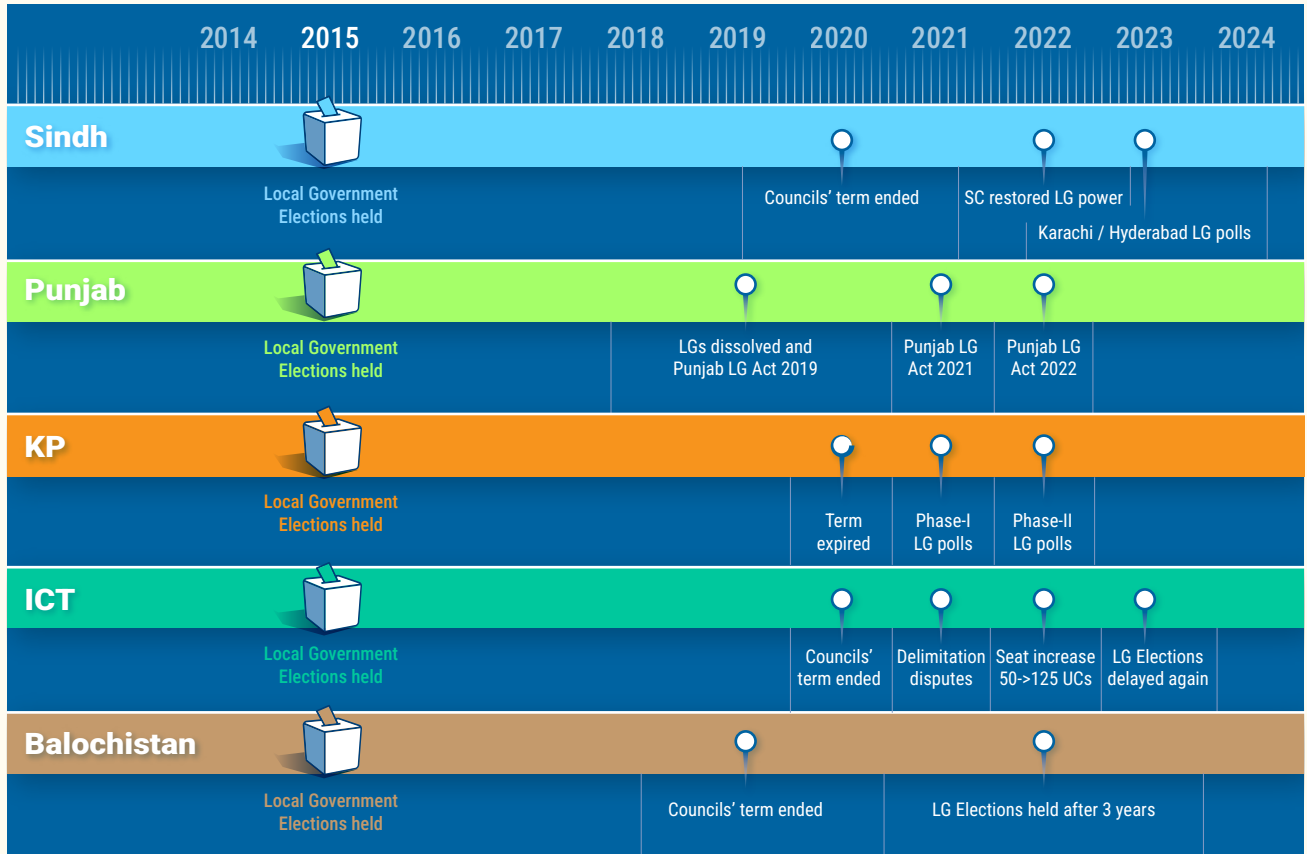 2014 2015 2016 2017 2018 2019 2020 2021 2022 2023 2024
Sindh
Local Government
Elections held
Councils’ term ended
SC restored LG power
Karachi / Hyderabad LG polls
Punjab
Local Government
Elections held
LGs dissolved and
Punjab LG Act 2019
Punjab LG
Act 2021
Punjab LG
Act 2022
KP
Local Government
Elections held
Term
expired
Phase-I
LG polls
Phase-II
LG polls
ICT
Local Government
Elections held
Councils’
term ended
Delimitation
disputes
Seat increase
50->125 UCs
LG Elections
delayed again
Balochistan
Local Government
Elections held
Councils’ term ended
LG Elections held after 3 years